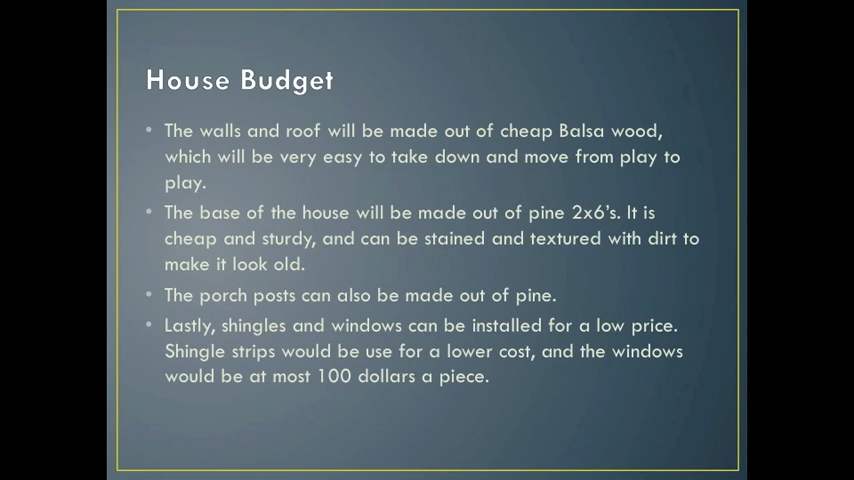 House Budget
• The walls and roof will be made out of cheap Balsa wood,
which will be very easy to take down and move from play to
play.
• The base of the house will be made out of pine 2x6's. It is
cheap and sturdy, and can be stained and textured with dirt to
make it look old.
• The porch posts can also be made out of pine.
• Lastly, shingles and windows can be installed for a low price.
Shingle strips would be use for a lower cost, and the windows
would be at most 100 dollars a piece.